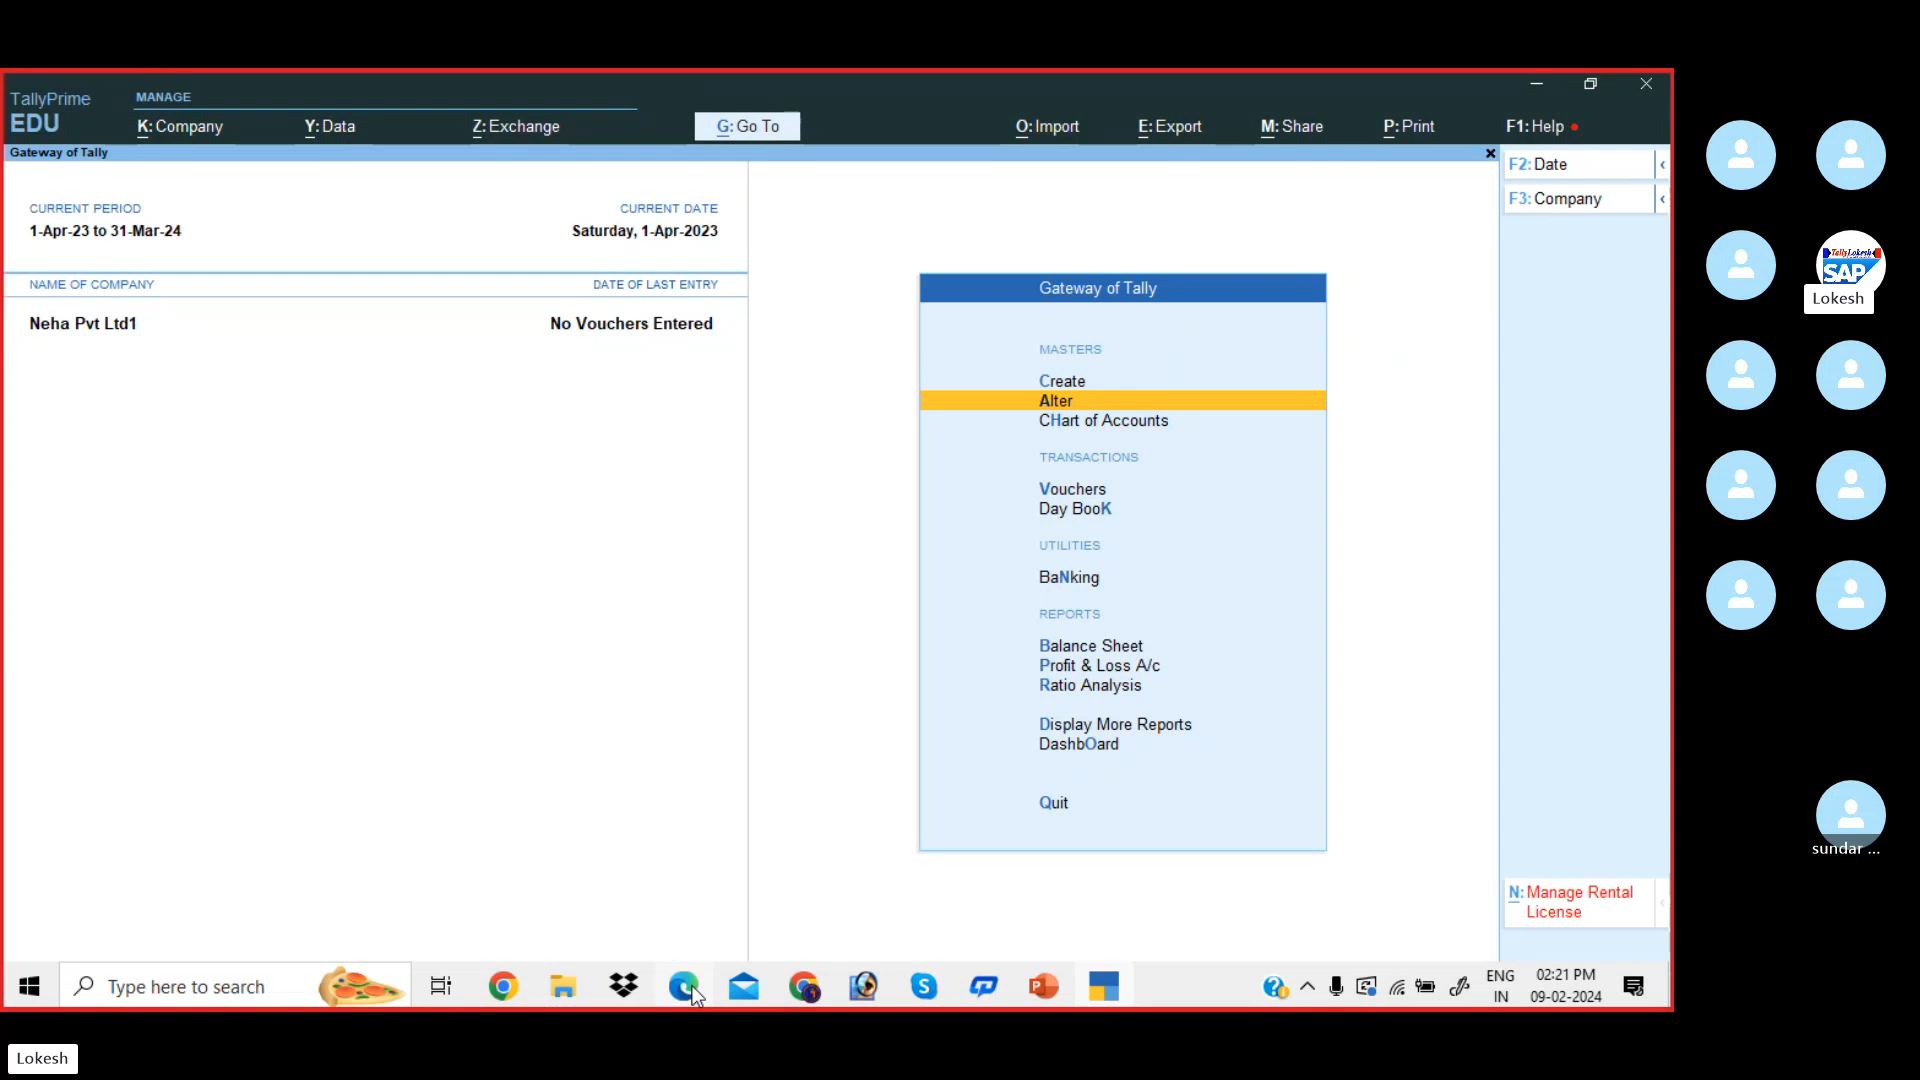 TallyPrime
EDU
MANAGE
K: Company
Y: Data
Z: Exchange
G: Go To
O: Import
E: Export
M: Share
P: Print
F1: Help
Gateway of Tally
F2: Date
F3: Company
CURRENT PERIOD
CURRENT DATE
1-Apr-23 to 31-Mar-24
Saturday, 1-Apr-2023
NAME OF COMPANY
DATE OF LAST ENTRY
Neha Pvt Ltd1
No Vouchers Entered
Gateway of Tally
MASTERS
Create
Alter
CHart of Accounts
TRANSACTIONS
Vouchers
Day BooK
UTILITIES
BaNking
REPORTS
Balance Sheet
Profit & Loss A/c
Ratio Analysis
Display More Reports
DashbOard
Quit
N: Manage Rental
License
Type here to search
ENG
IN
02:21 PM
09-02-2024
TallyLokesh
SAP
Lokesh
sundar ...
Lokesh